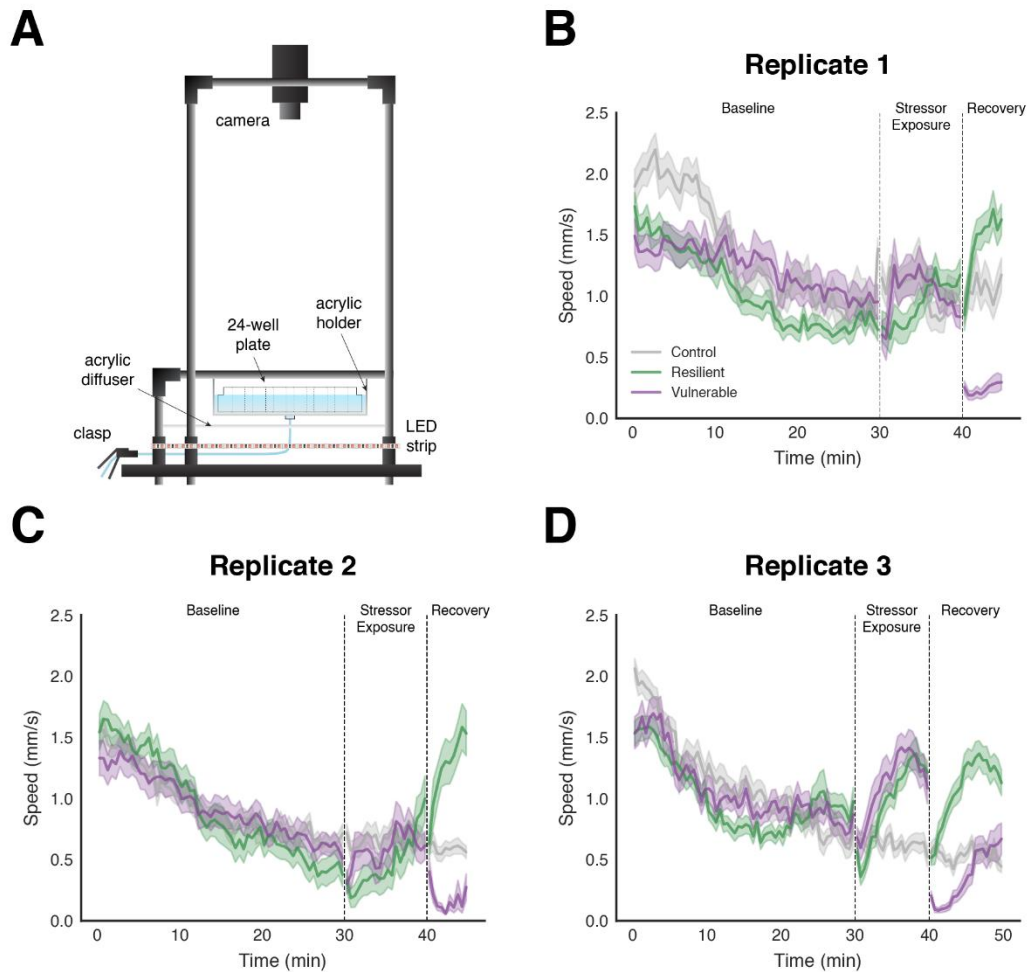 A
camera
24-well
plate
acrylic
holder
acrylic
diffuser
clasp
LED
strip
B
Replicate 1
Baseline
Stressor
Exposure
Recovery
2.5
2.0
1.5
1.0
0.5
0.0
Speed (mm/s)
Control
Resilient
Vulnerable
0
10
30
40
Time (min)
C
Replicate 2
Baseline
Stressor
Exposure
Recovery
2.5
2.0
1.5
1.0
0.5
0.0
Speed (mm/s)
0
10
30
40
Time (min)
D
Replicate 3
Baseline
Stressor
Exposure
Recovery
2.5
2.0
1.5
1.0
0.5
0.0
Speed (mm/s)
0
10
30
40
50
Time (min)